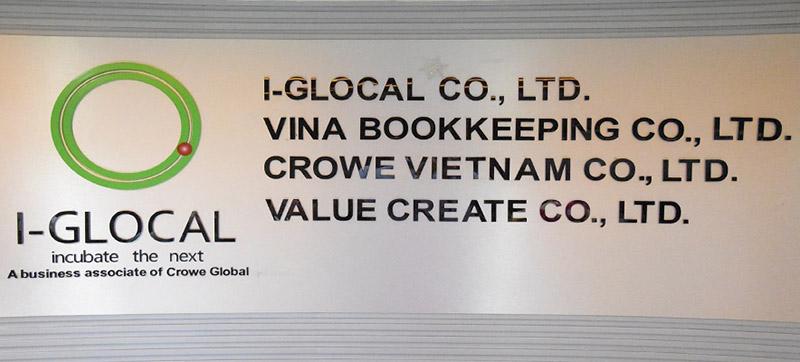 I-GLOCAL
incubate the next
A business associate of Crowe Global
I-GLOCAL CO., LTD.
VINA BOOKKEEPING CO., LTD.
CROWE VIETNAM CO., LTD.
VALUE CREATE CO., LTD.